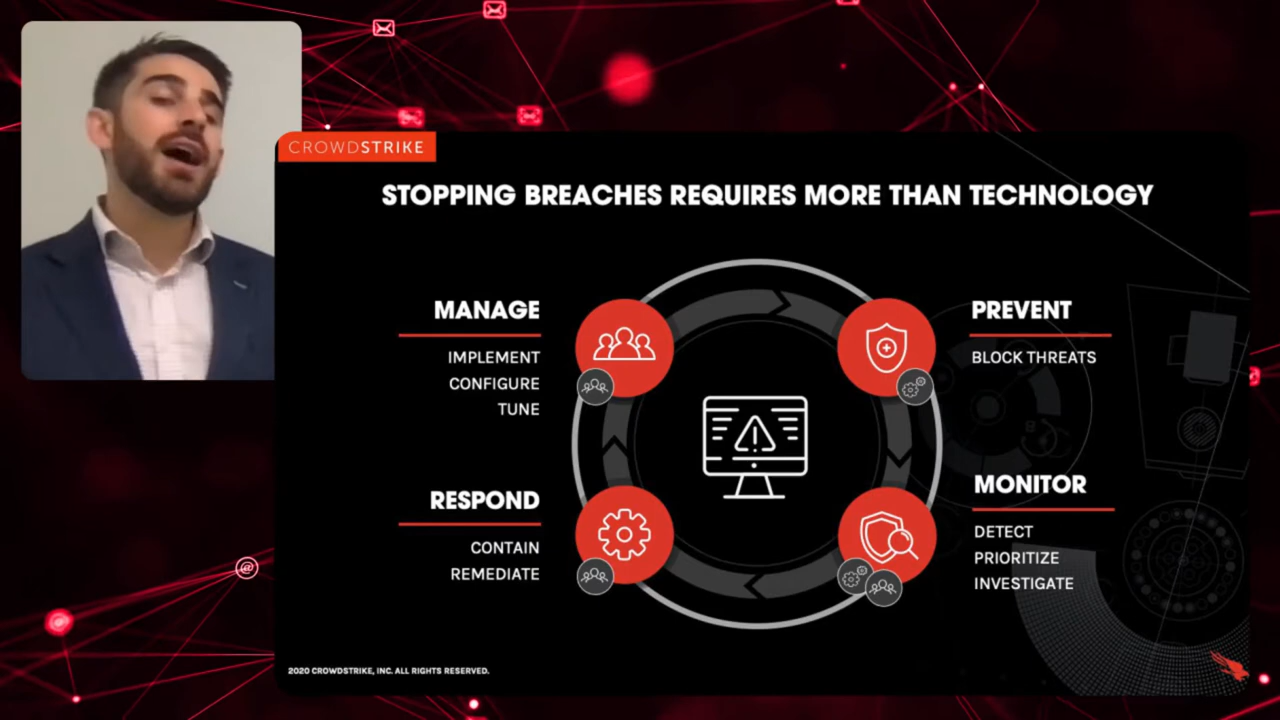 CROWDSTRIKE
STOPPING BREACHES REQUIRES MORE THAN TECHNOLOGY
MANAGE
IMPLEMENT
CONFIGURE
TUNE
PREVENT
BLOCK THREATS
RESPOND
CONTAIN
REMEDIATE
MONITOR
DETECT
PRIORITIZE
INVESTIGATE
2020 CROWDSTRIKE, INC. ALL RIGHTS RESERVED.